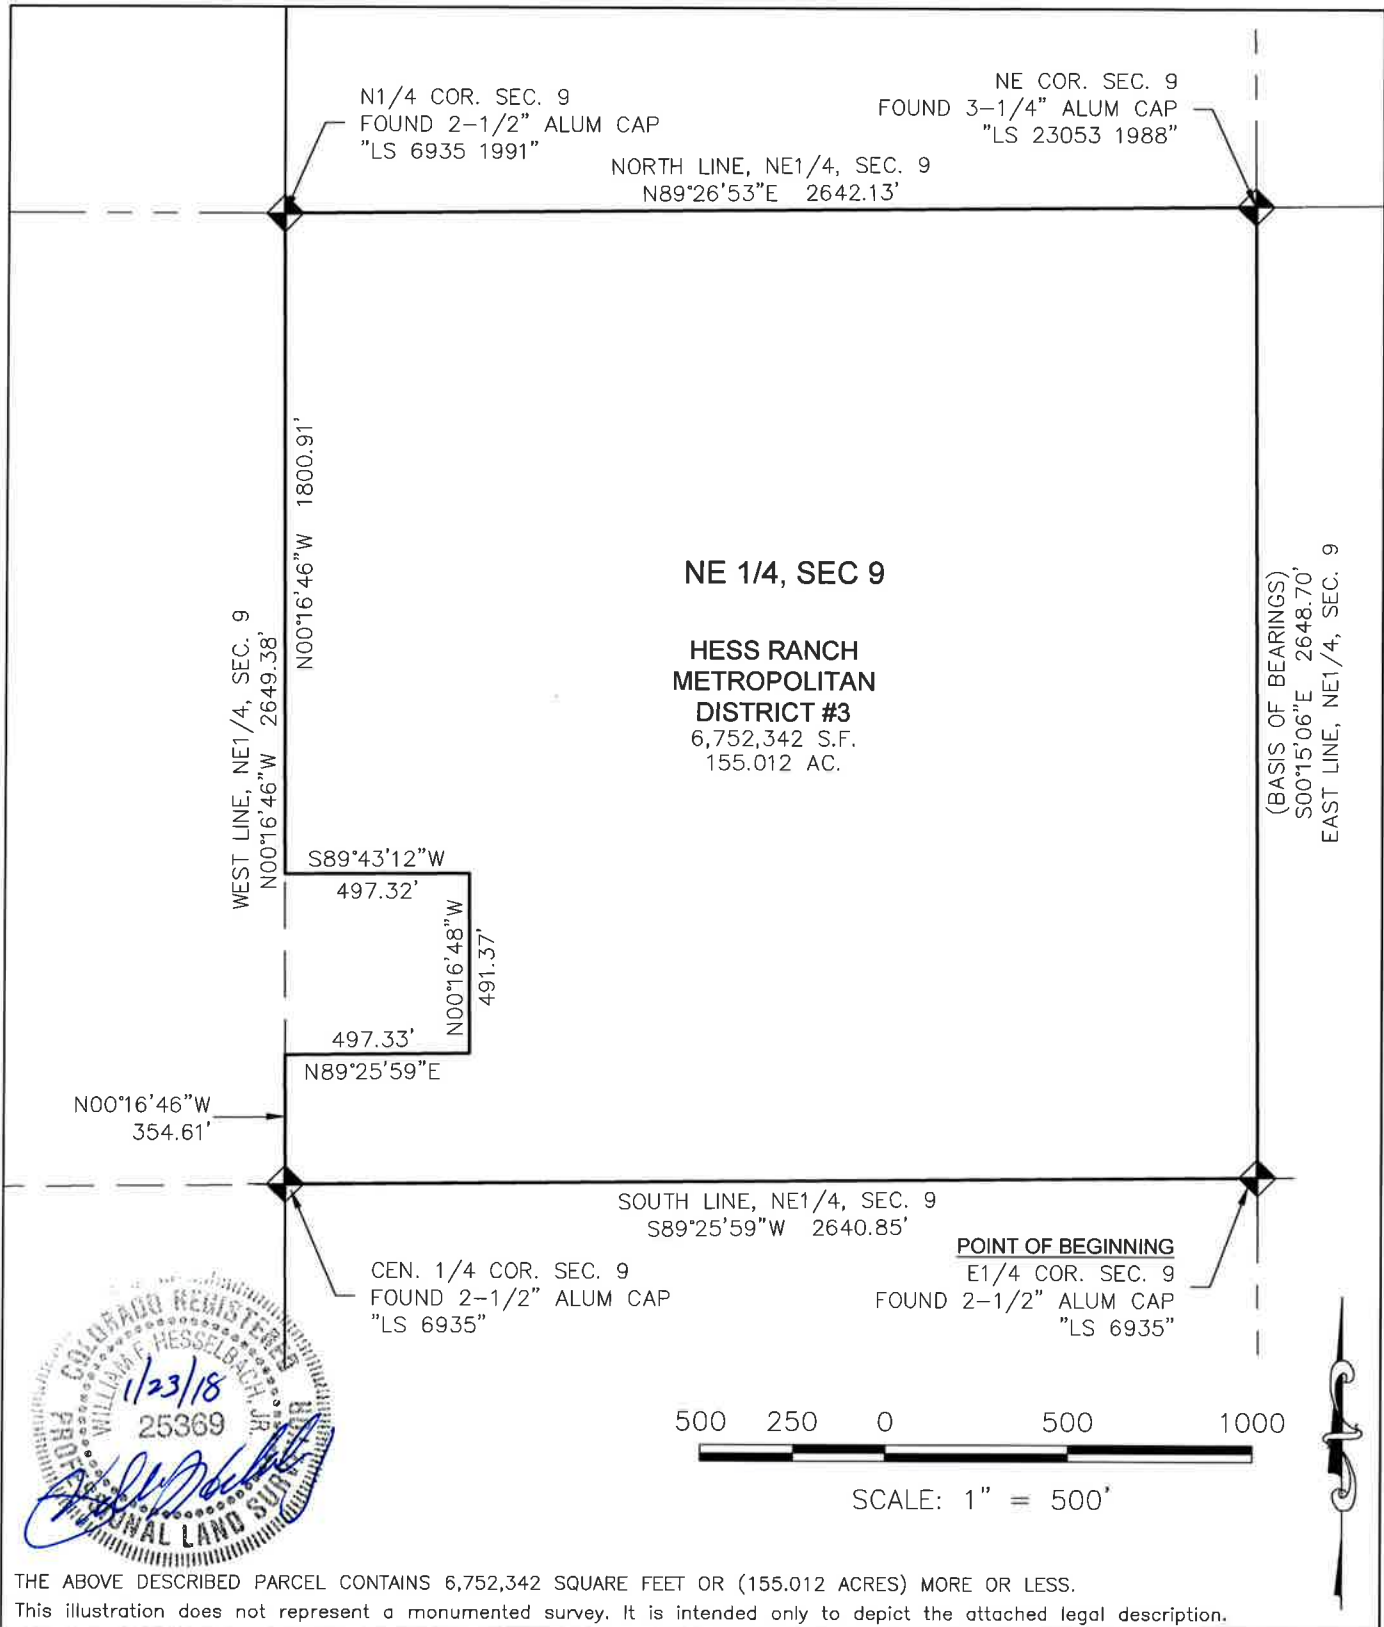 N1/4 COR. SEC. 9
FOUND 2-1/2" ALUM CAP
"LS 6935 1991"
NE COR. SEC. 9
FOUND 3-1/4" ALUM CAP
"LS 23053 1988"
NORTH LINE, NE1/4, SEC. 9
N89°26'53"E 2642.13'
WEST LINE, NE1/4, SEC. 9
N00°16'46"W 2649.38'
N00°16'46"W 1800.91'
NE 1/4, SEC 9
HESS RANCH
METROPOLITAN
DISTRICT #3
6,752,342 S.F.
155.012 AC.
(BASIS OF BEARINGS)
S00°15'06"E 2648.70'
EAST LINE, NE1/4, SEC. 9
S89°43'12"W
497.32'
N00°16'48"W
491.37'
497.33'
N89°25'59"E
N00°16'46"W
354.61'
SOUTH LINE, NE1/4, SEC. 9
S89°25'59"W 2640.85'
CEN. 1/4 COR. SEC. 9
FOUND 2-1/2" ALUM CAP
"LS 6935"
POINT OF BEGINNING
E1/4 COR. SEC. 9
FOUND 2-1/2" ALUM CAP
"LS 6935"
COLORADO REGISTERED
WILLIAM F. HESSELBACH, JR.
1/23/18
25369
PROFESSIONAL LAND SURVEYOR
500 250 0 500 1000
SCALE: 1" = 500'
THE ABOVE DESCRIBED PARCEL CONTAINS 6,752,342 SQUARE FEET OR (155.012 ACRES) MORE OR LESS.
This illustration does not represent a monumented survey. It is intended only to depict the attached legal description.